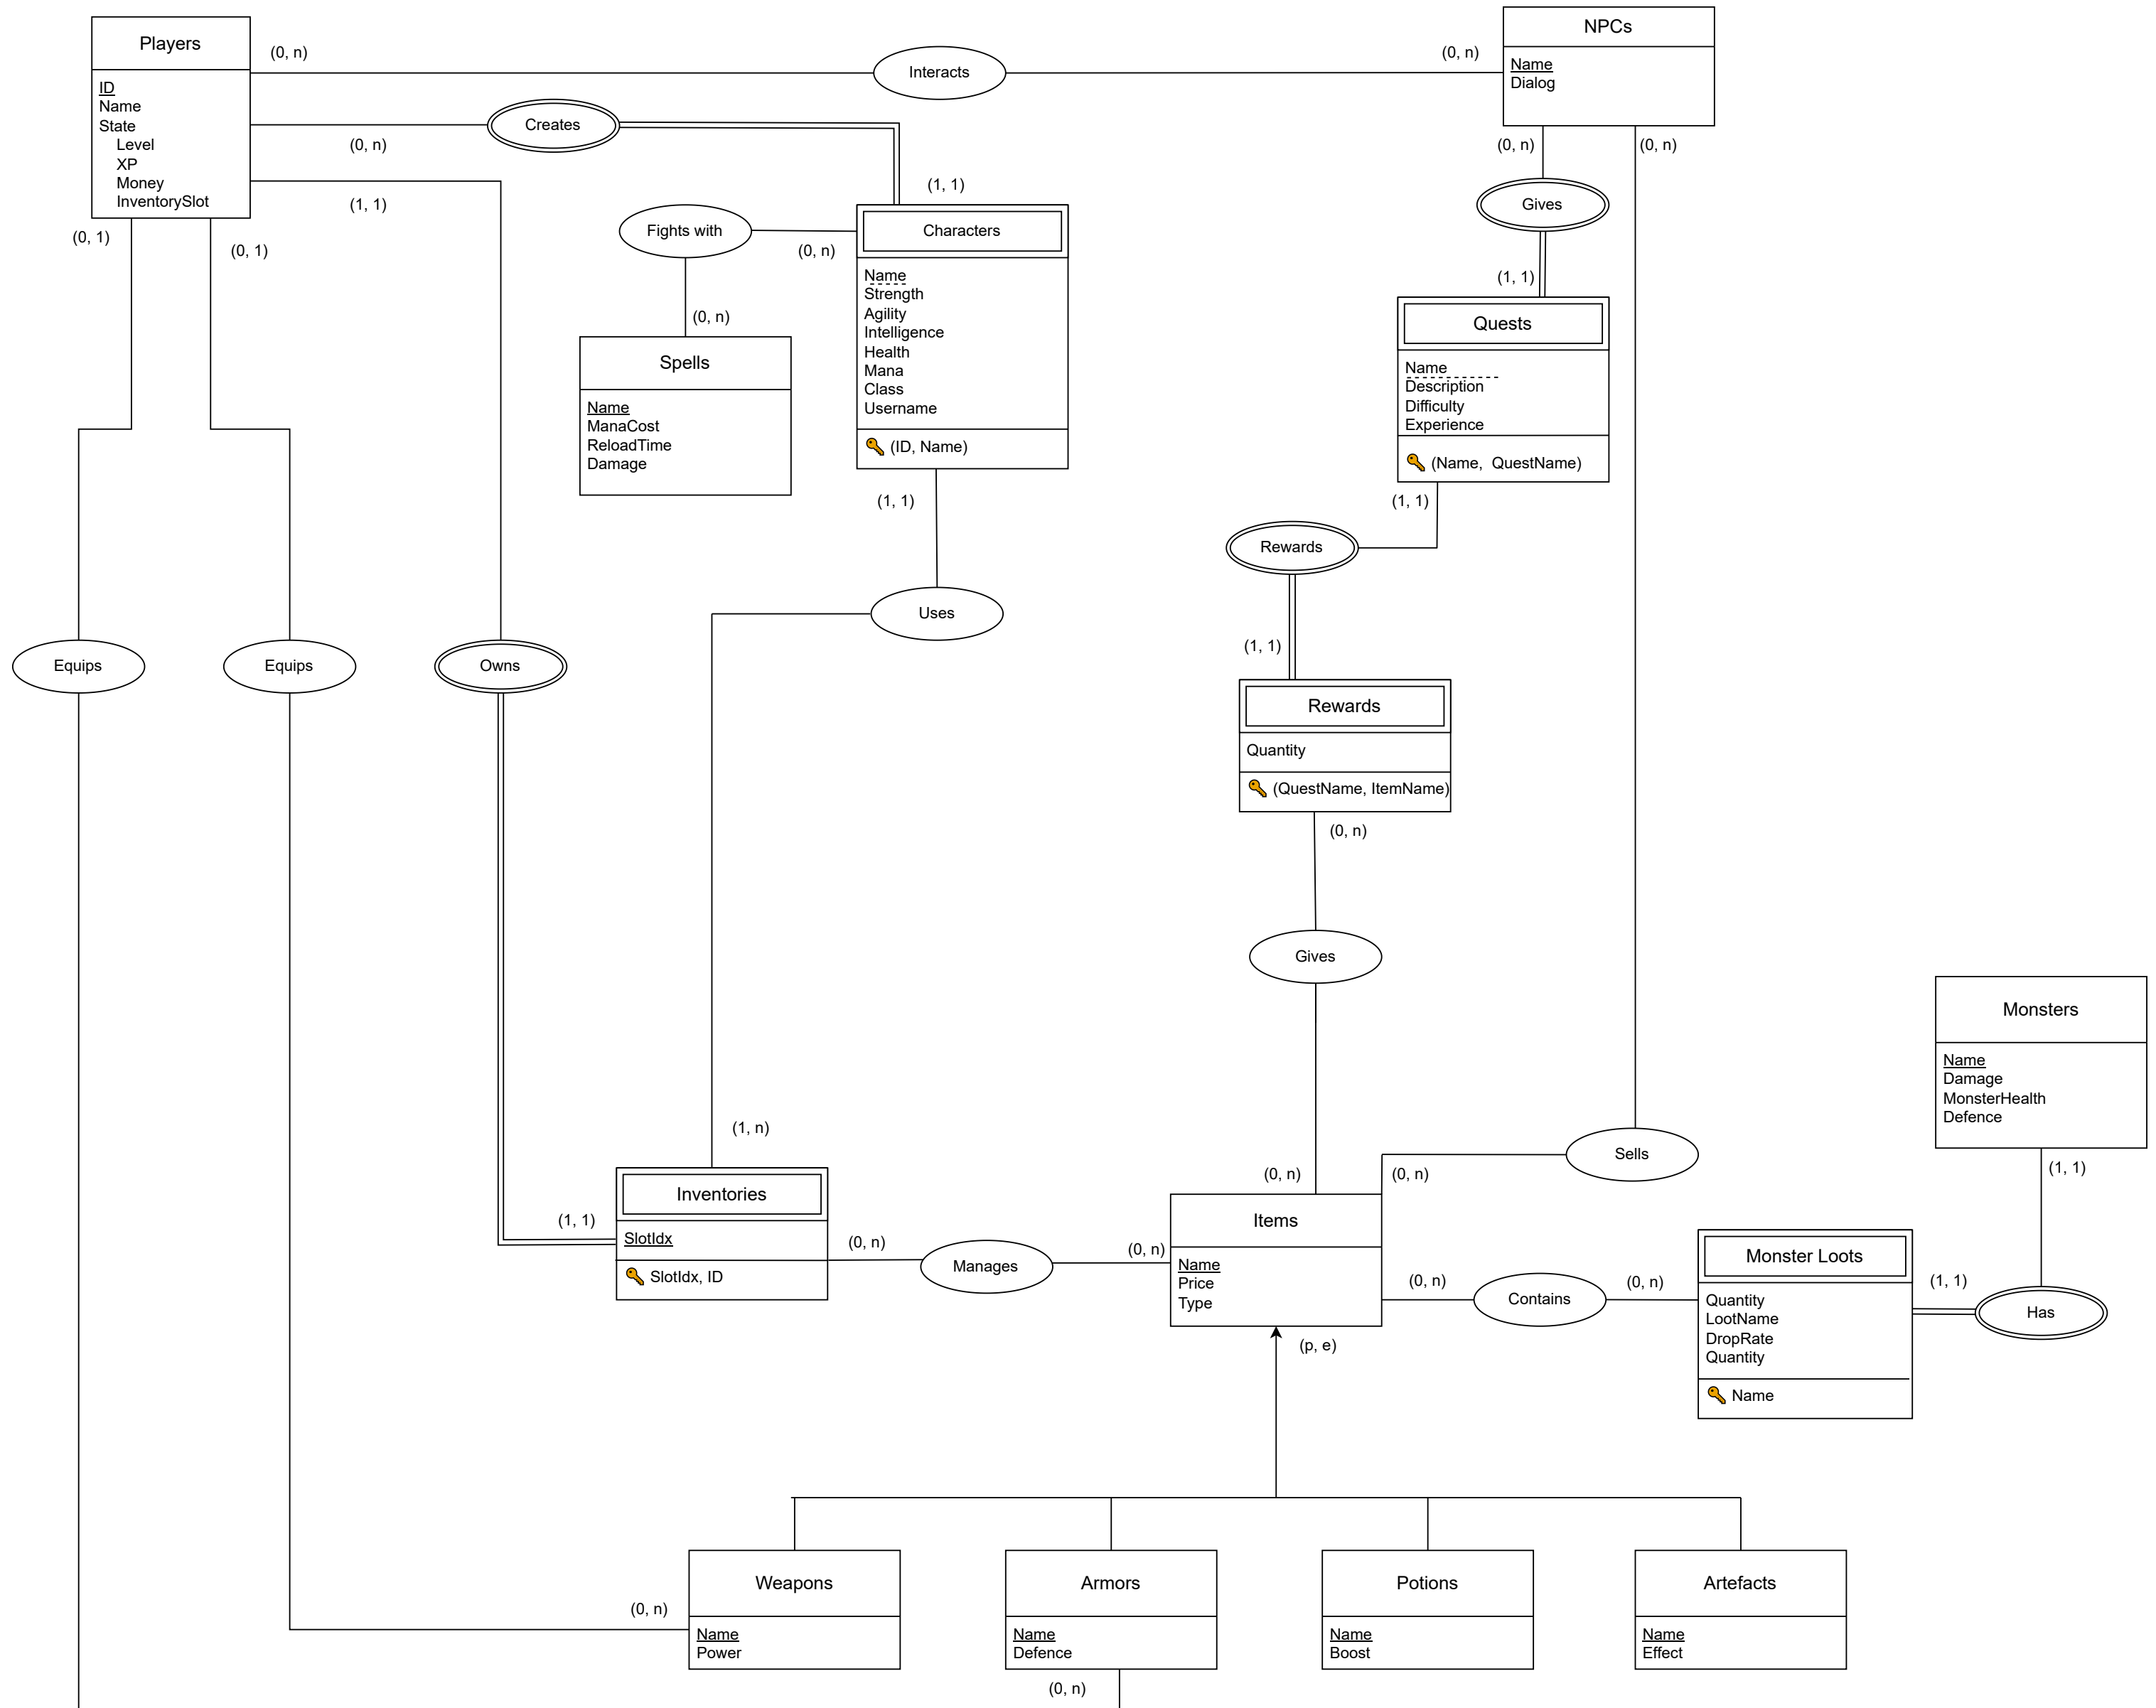 Players
ID
Name
State
Level
XP
Money
InventorySlot
(0, n)
Interacts
(0, n)
NPCs
Name
Dialog
(0, n)
Creates
(1, 1)
(1, 1)
(0, 1)
(0, 1)
(0, n)
(0, n)
Gives
(1, 1)
Fights with
(0, n)
(0, n)
Characters
Name
Strength
Agility
Intelligence
Health
Mana
Class
Username
(ID, Name)
Spells
Name
ManaCost
ReloadTime
Damage
Quests
Name
Description
Difficulty
Experience
(Name, QuestName)
(1, 1)
(1, 1)
Rewards
(1, 1)
Uses
Equips
Equips
Owns
Rewards
Quantity
(QuestName, ItemName)
(0, n)
Gives
(0, n)
Monsters
Name
Damage
MonsterHealth
Defence
(1, 1)
(1, n)
Sells
(0, n)
Inventories
SlotIdx
SlotIdx, ID
(1, 1)
(0, n)
Manages
(0, n)
Items
Name
Price
Type
(0, n)
Contains
(0, n)
Monster Loots
Quantity
LootName
DropRate
Quantity
Name
(1, 1)
Has
(p, e)
Weapons
Name
Power
(0, n)
Armors
Name
Defence
(0, n)
Potions
Name
Boost
Artefacts
Name
Effect